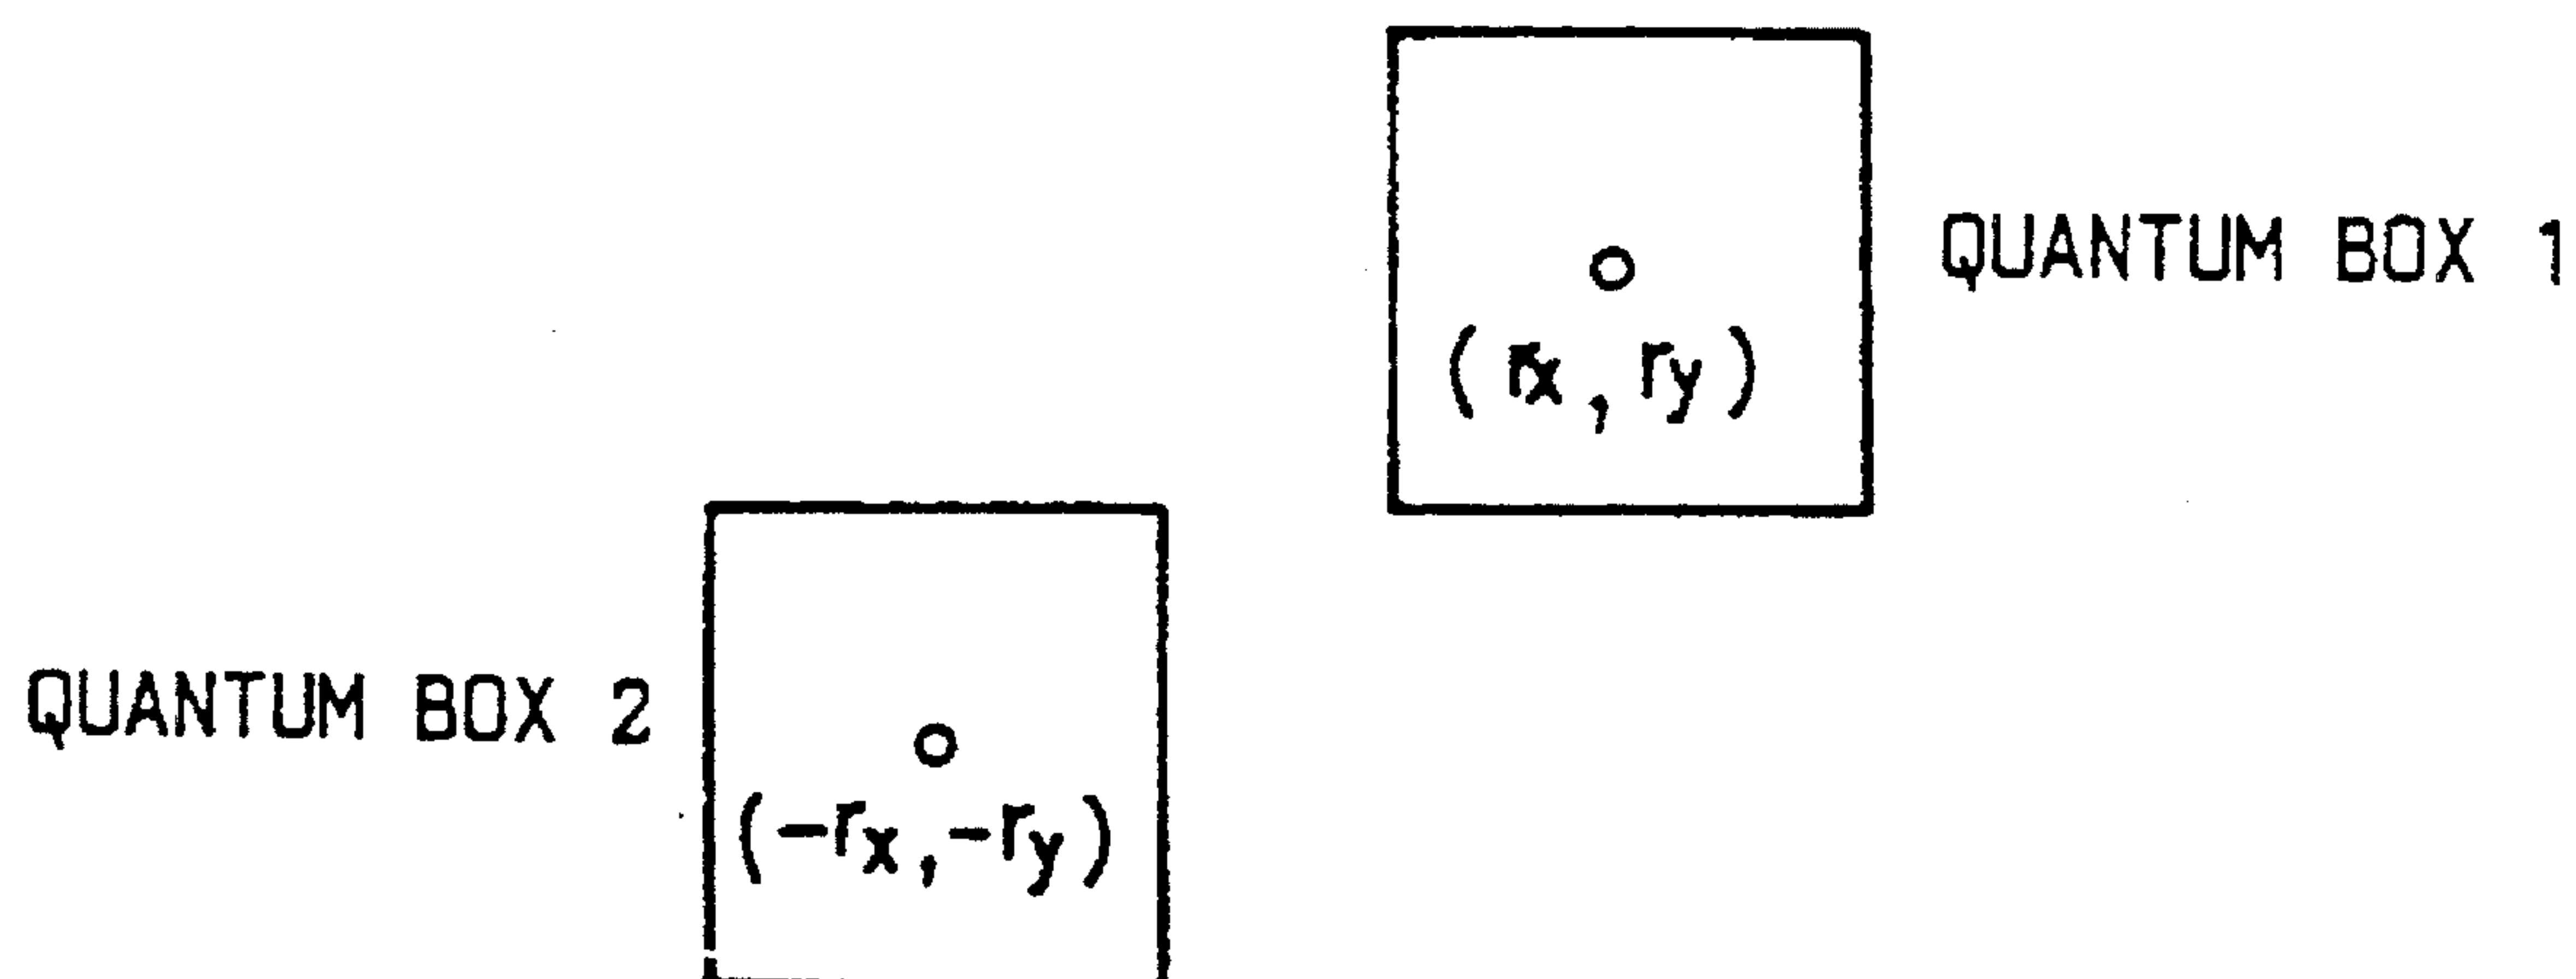 QUANTUM BOX 1
(rx, ry)
QUANTUM BOX 2
(-rx,-ry)